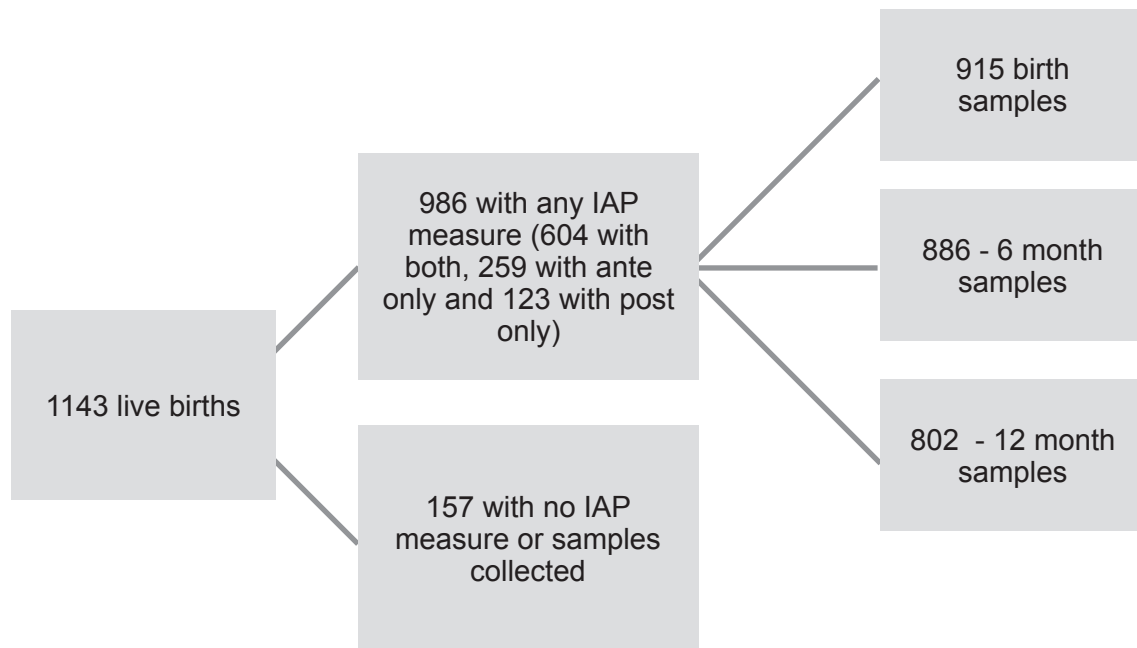 1143 live births
986 with any IAP
measure (604 with
both, 259 with ante
only and 123 with post
only)
157 with no IAP
measure or samples
collected
915 birth
samples
886 - 6 month
samples
802 - 12 month
samples